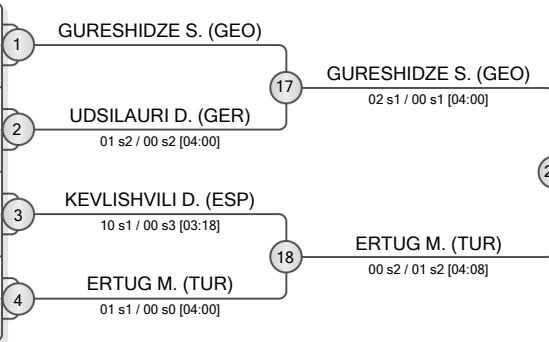 1
GURESHIDZE S. (GEO)
17
GURESHIDZE S. (GEO)
02 s1 / 00 s1 [04:00]
2
UDSILAURI D. (GER)
01 s2 / 00 s2 [04:00]
3
KEVLISHVILI D. (ESP)
10 s1 / 00 s3 [03:18]
18
ERTUG M. (TUR)
00 s2 / 01 s2 [04:08]
4
ERTUG M. (TUR)
01 s1 / 00 s0 [04:00]